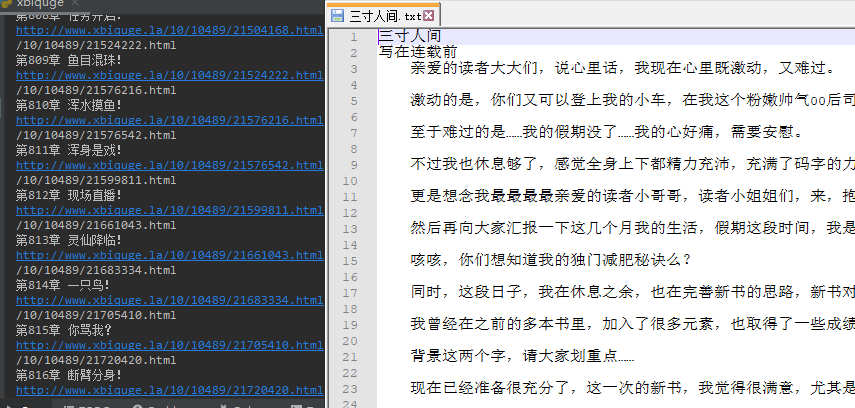 xbiquge
第808章 任务开启!
http://www.xbiquge.la/10/10489/21504168.html
/10/10489/21524222.html
第809章 鱼目混珠!
http://www.xbiquge.la/10/10489/21524222.html
/10/10489/21576216.html
第810章 浑水摸鱼!
http://www.xbiquge.la/10/10489/21576216.html
/10/10489/21576542.html
第811章 浑身是戏!
http://www.xbiquge.la/10/10489/21576542.html
/10/10489/21599811.html
第812章 现场直播!
http://www.xbiquge.la/10/10489/21599811.html
/10/10489/21661043.html
第813章 灵仙降临!
http://www.xbiquge.la/10/10489/21661043.html
/10/10489/21683334.html
第814章 一只鸟!
http://www.xbiquge.la/10/10489/21683334.html
/10/10489/21705410.html
第815章 你骂我?
http://www.xbiquge.la/10/10489/21705410.html
/10/10489/21720420.html
第816章 断臂分身!
http://www.xbiquge.la/10/10489/21720420.html
三寸人间.txt
1 三寸人间
2 写在连载前
3 亲爱的读者大大们，说心里话，我现在心里既激动，又难过。
4
5 激动的是，你们又可以登上我的小车，在我这个粉嫩帅气00后司
6
7 至于难过的是……我的假期没了……我的心好痛，需要安慰。
8
9 不过我也休息够了，感觉全身上下都精力充沛，充满了码字的力
10
11 更是想念我最最最最亲爱的读者小哥哥，读者小姐姐们，来，抱
12
13 然后再向大家汇报一下这几个月我的生活，假期这段时间，我是
14
15 咳咳，你们想知道我的独门减肥秘诀么？
16
17 同时，这段日子，我在休息之余，也在完善新书的思路，新书对
18
19 我曾经在之前的多本书里，加入了很多元素，也取得了一些成绩
20
21 背景这两个字，请大家划重点……
22
23 现在已经准备很充分了，这一次的新书，我觉得很满意，尤其是
24